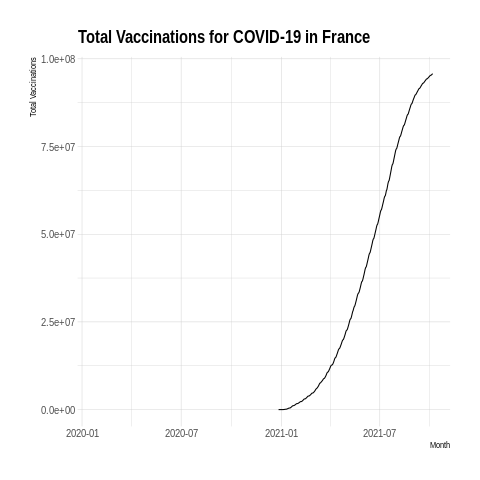 Total Vaccinations for COVID-19 in France
Total Vaccinations
1.0e+08
7.5e+07
5.0e+07
2.5e+07
0.0e+00
2020-01 2020-07 2021-01 2021-07
Month